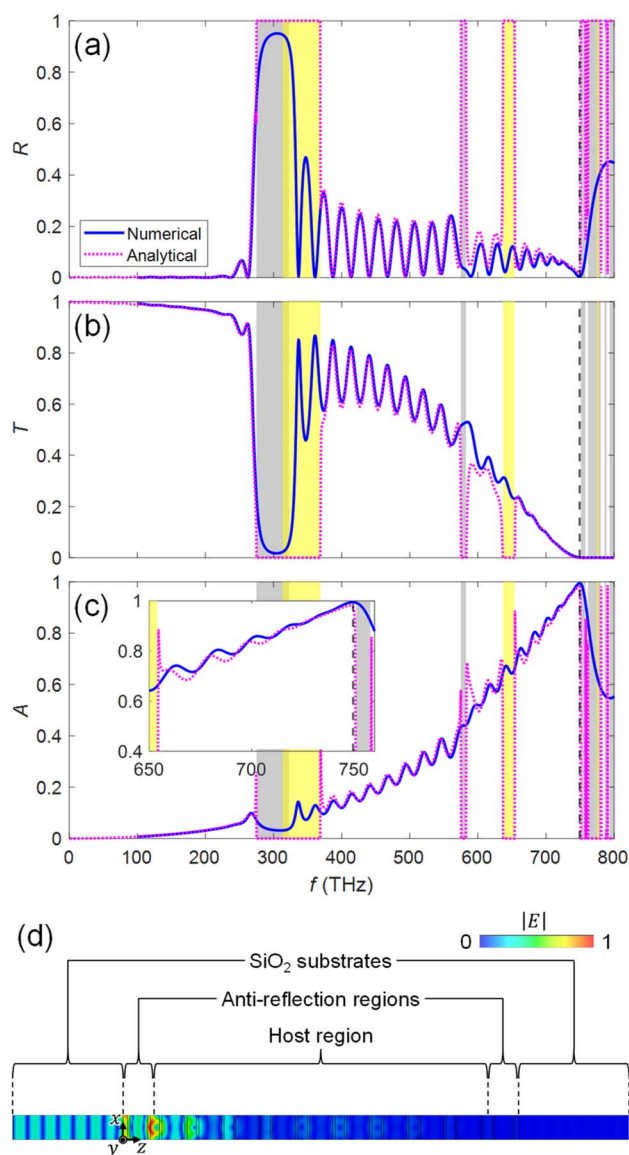 (a)
1
0.8
0.6
0.4
0.2
0
R
Numerical
Analytical
(b)
1
0.8
0.6
0.4
0.2
0
T
(c)
1
0.8
0.6
0.4
0.2
0
A
1
0.8
0.6
0.4
650 700 750
0 100 200 300 400 500 600 700 800
f (THz)
(d)
|E|
0 1
SiO₂ substrates
Anti-reflection regions
Host region
x
y z